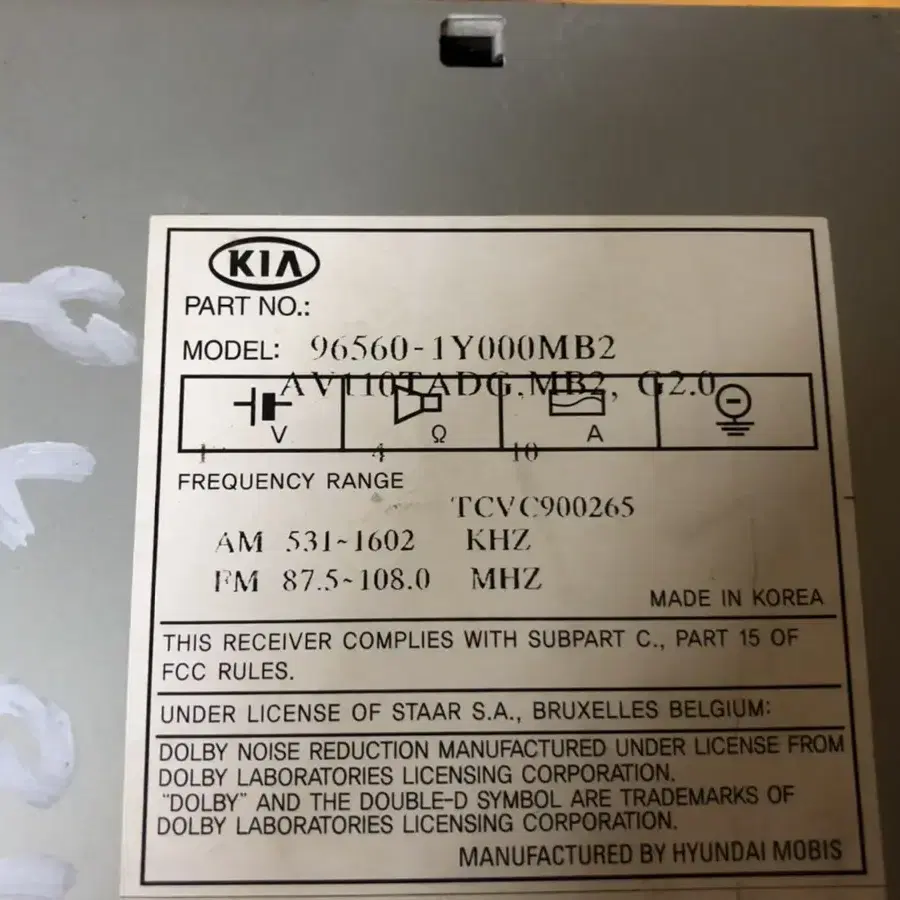 KIA
PART NO.:
MODEL: 96560-1Y000MB2
AV110TADG.MB2, G2.0
V Ω A
1 4 10
FREQUENCY RANGE
TCVC900265
AM 531~1602 KHZ
FM 87.5~108.0 MHZ
MADE IN KOREA
THIS RECEIVER COMPLIES WITH SUBPART C., PART 15 OF
FCC RULES.
UNDER LICENSE OF STAAR S.A., BRUXELLES BELGIUM:
DOLBY NOISE REDUCTION MANUFACTURED UNDER LICENSE FROM
DOLBY LABORATORIES LICENSING CORPORATION.
"DOLBY" AND THE DOUBLE-D SYMBOL ARE TRADEMARKS OF
DOLBY LABORATORIES LICENSING CORPORATION.
MANUFACTURED BY HYUNDAI MOBIS